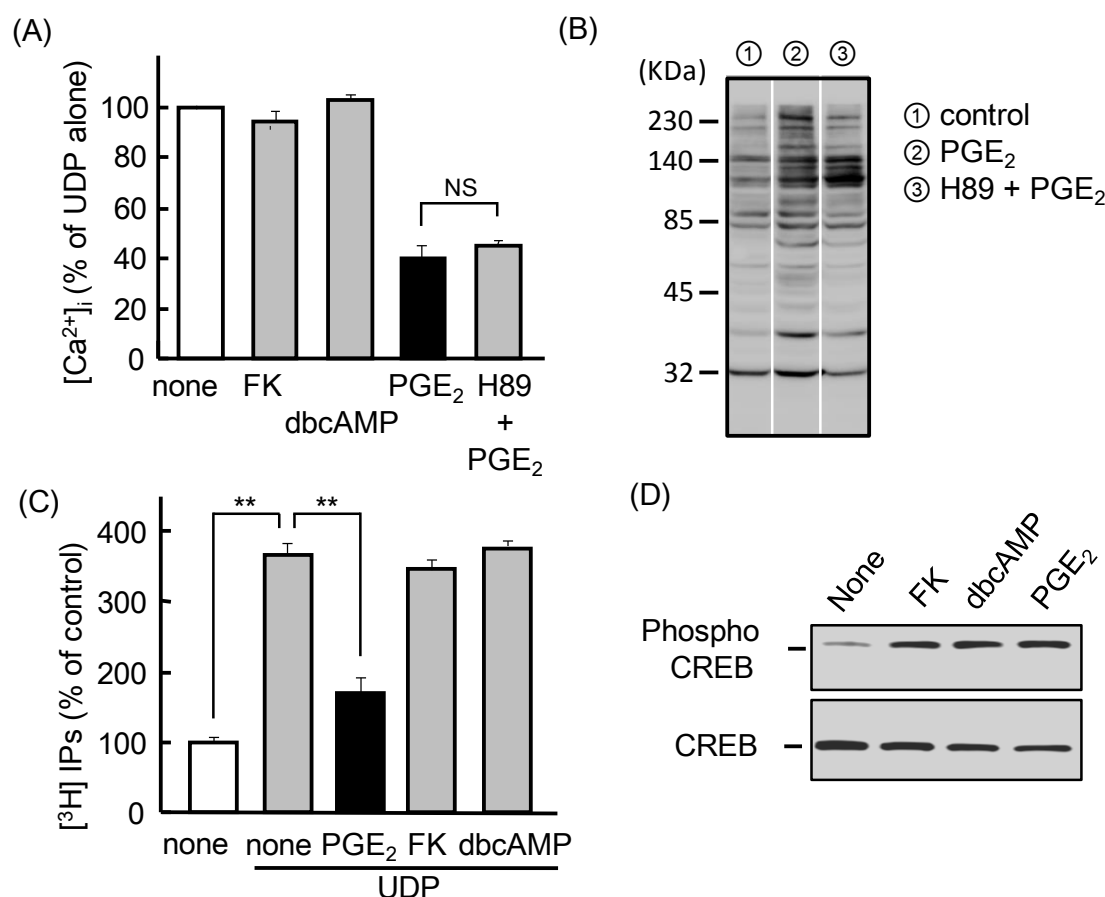 (A)
[Ca²⁺]ᵢ (% of UDP alone)
100
80
60
40
20
0
NS
none FK PGE₂ H89
dbcAMP +
PGE₂
(B)
(KDa) ① ② ③
230
140
85
45
32
① control
② PGE₂
③ H89 + PGE₂
(C)
[³H] IPs (% of control)
400
300
200
100
0
** **
none none PGE₂ FK dbcAMP
UDP
(D)
None FK dbcAMP PGE₂
Phospho
CREB
CREB